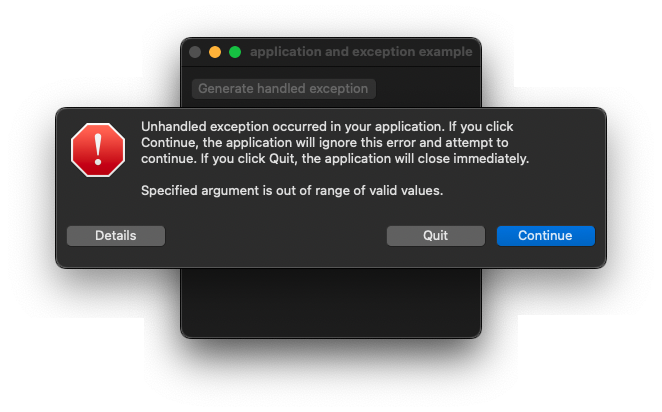 application and exception example
Generate handled exception
Unhandled exception occurred in your application. If you click
Continue, the application will ignore this error and attempt to
continue. If you click Quit, the application will close immediately.
Specified argument is out of range of valid values.
Details
Quit
Continue